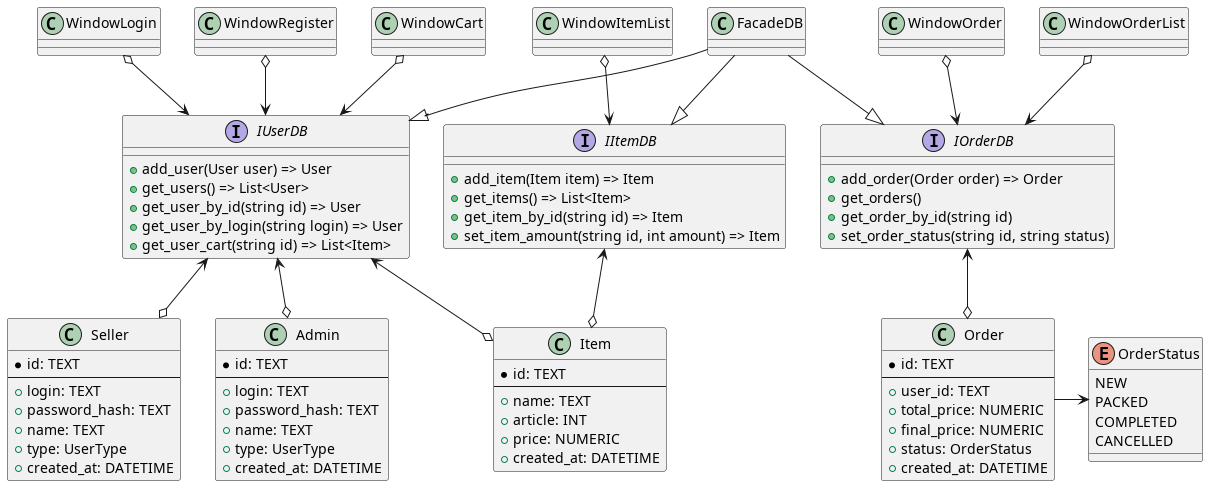 C WindowLogin
C WindowRegister
C WindowCart
C WindowItemList
C FacadeDB
C WindowOrder
C WindowOrderList
I IUserDB
add_user(User user) => User
get_users() => List<User>
get_user_by_id(string id) => User
get_user_by_login(string login) => User
get_user_cart(string id) => List<Item>
I IItemDB
add_item(Item item) => Item
get_items() => List<Item>
get_item_by_id(string id) => Item
set_item_amount(string id, int amount) => Item
I IOrderDB
add_order(Order order) => Order
get_orders()
get_order_by_id(string id)
set_order_status(string id, string status)
C Seller
id: TEXT
login: TEXT
password_hash: TEXT
name: TEXT
type: UserType
created_at: DATETIME
C Admin
id: TEXT
login: TEXT
password_hash: TEXT
name: TEXT
type: UserType
created_at: DATETIME
C Item
id: TEXT
name: TEXT
article: INT
price: NUMERIC
created_at: DATETIME
C Order
id: TEXT
user_id: TEXT
total_price: NUMERIC
final_price: NUMERIC
status: OrderStatus
created_at: DATETIME
E OrderStatus
NEW
PACKED
COMPLETED
CANCELLED